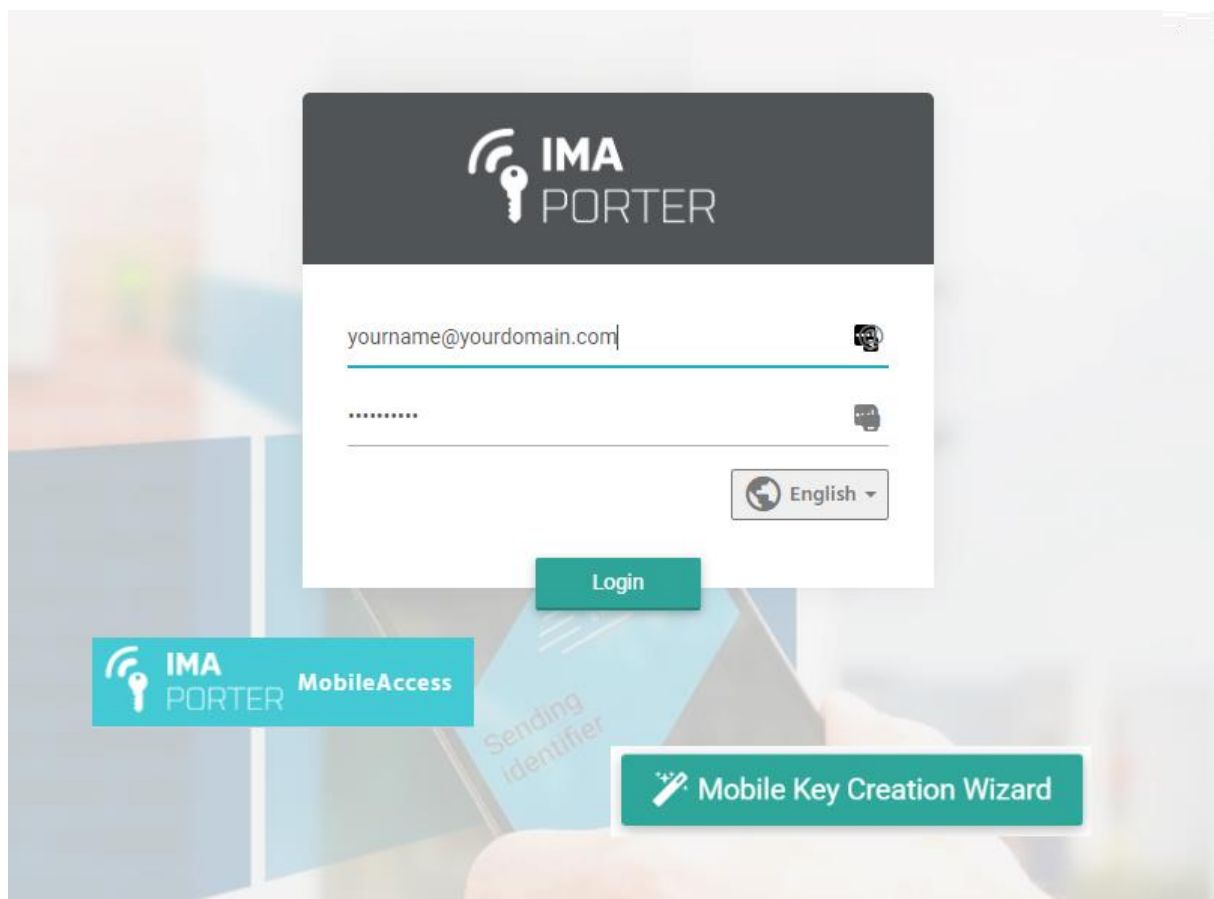 IMA
PORTER
yourname@yourdomain.com
••••••••••
English
Login
IMA
PORTER MobileAccess
Sending
identifier
Mobile Key Creation Wizard